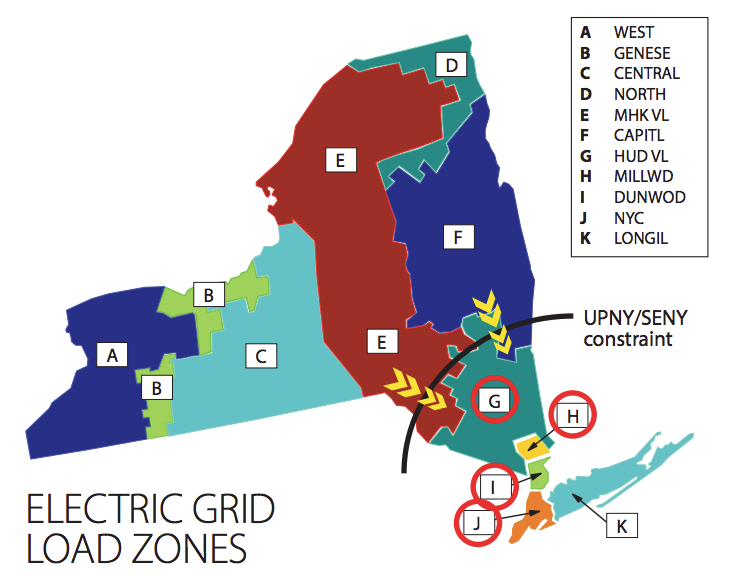 A WEST
B GENESE
C CENTRAL
D NORTH
E MHK VL
F CAPITL
G HUD VL
H MILLWD
I DUNWOD
J NYC
K LONGIL
D
E
F
B
UPNY/SENY
constraint
A
E
C
B
G
H
I
J
K
ELECTRIC GRID
LOAD ZONES